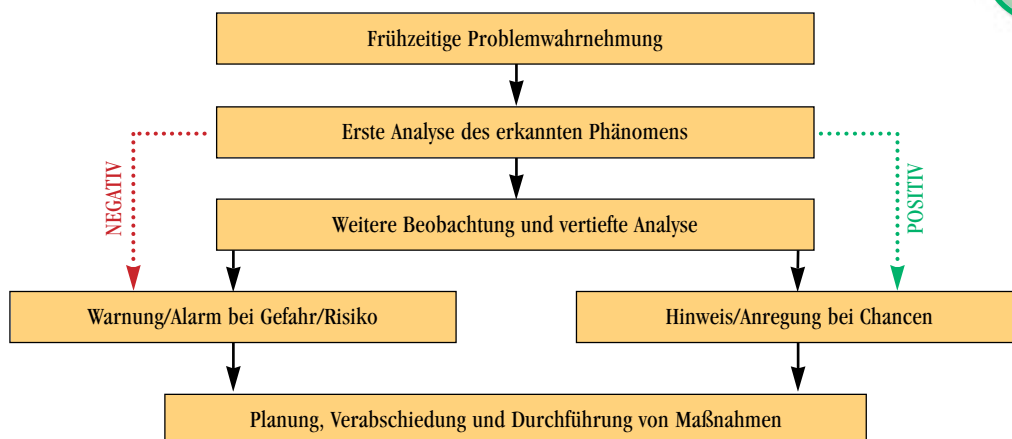 Frühzeitige Problemwahrnehmung
Erste Analyse des erkannten Phänomens
NEGATIV
POSITIV
Weitere Beobachtung und vertiefte Analyse
Warnung/Alarm bei Gefahr/Risiko
Hinweis/Anregung bei Chancen
Planung, Verabschiedung und Durchführung von Maßnahmen